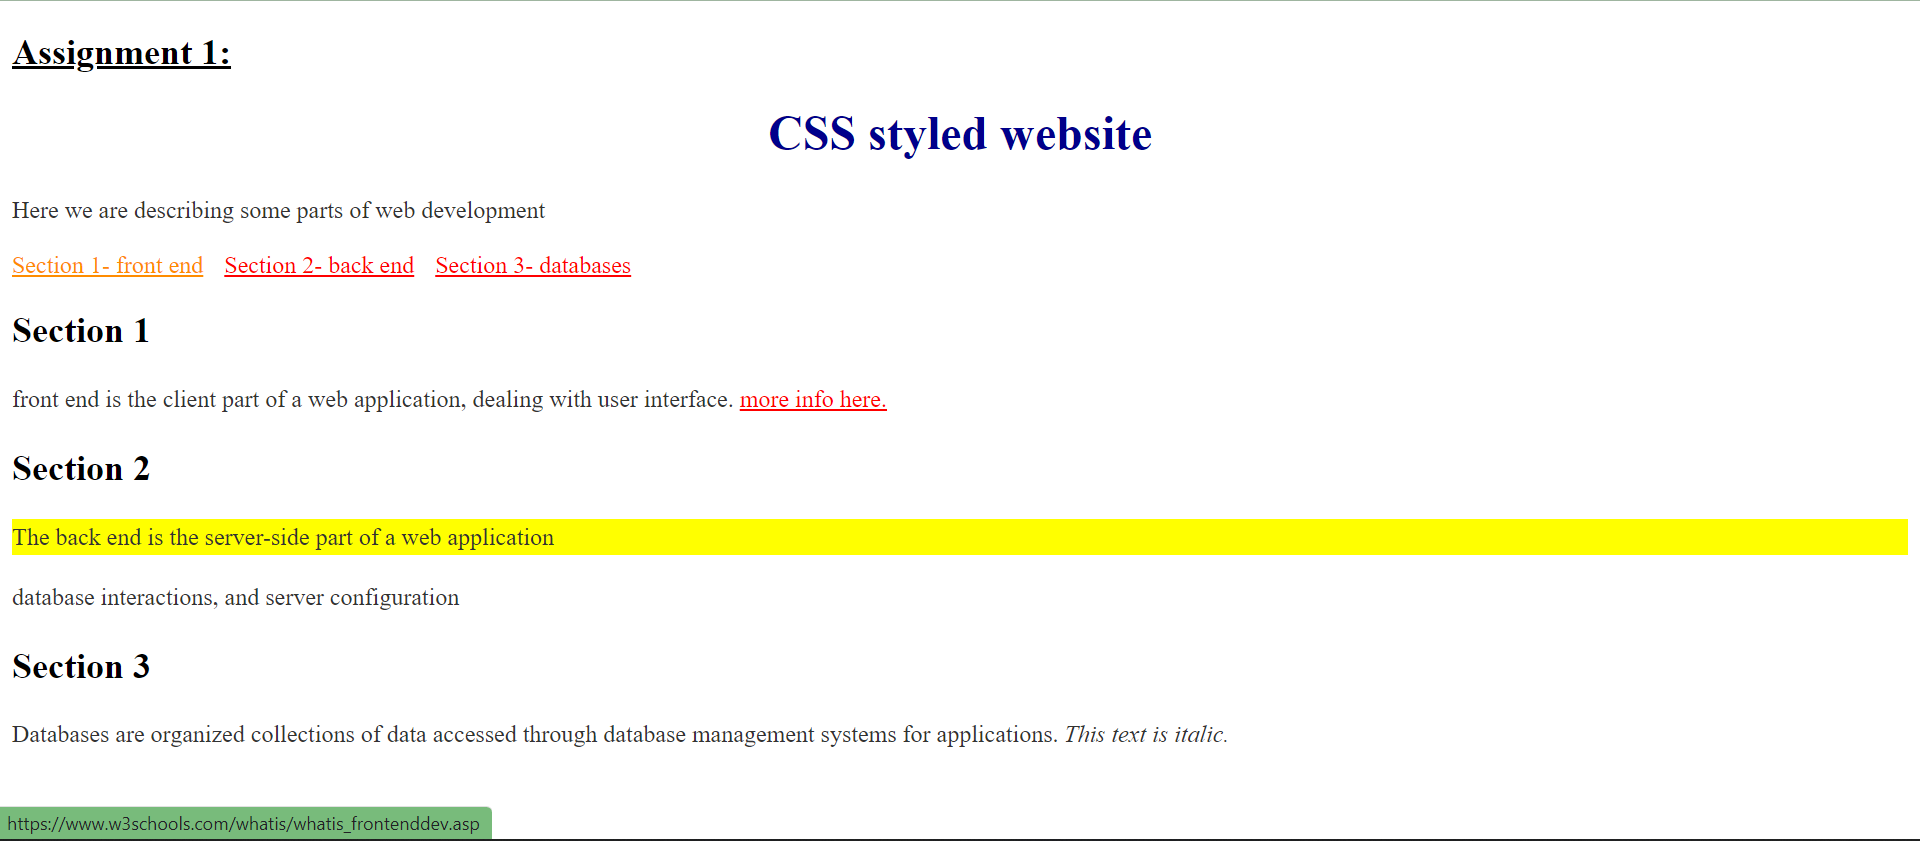 Assignment 1:
CSS styled website
Here we are describing some parts of web development
Section 1- front end Section 2- back end Section 3- databases
Section 1
front end is the client part of a web application, dealing with user interface. more info here.
Section 2
The back end is the server-side part of a web application
database interactions, and server configuration
Section 3
Databases are organized collections of data accessed through database management systems for applications. This text is italic.
https://www.w3schools.com/whatis/whatis_frontenddev.asp